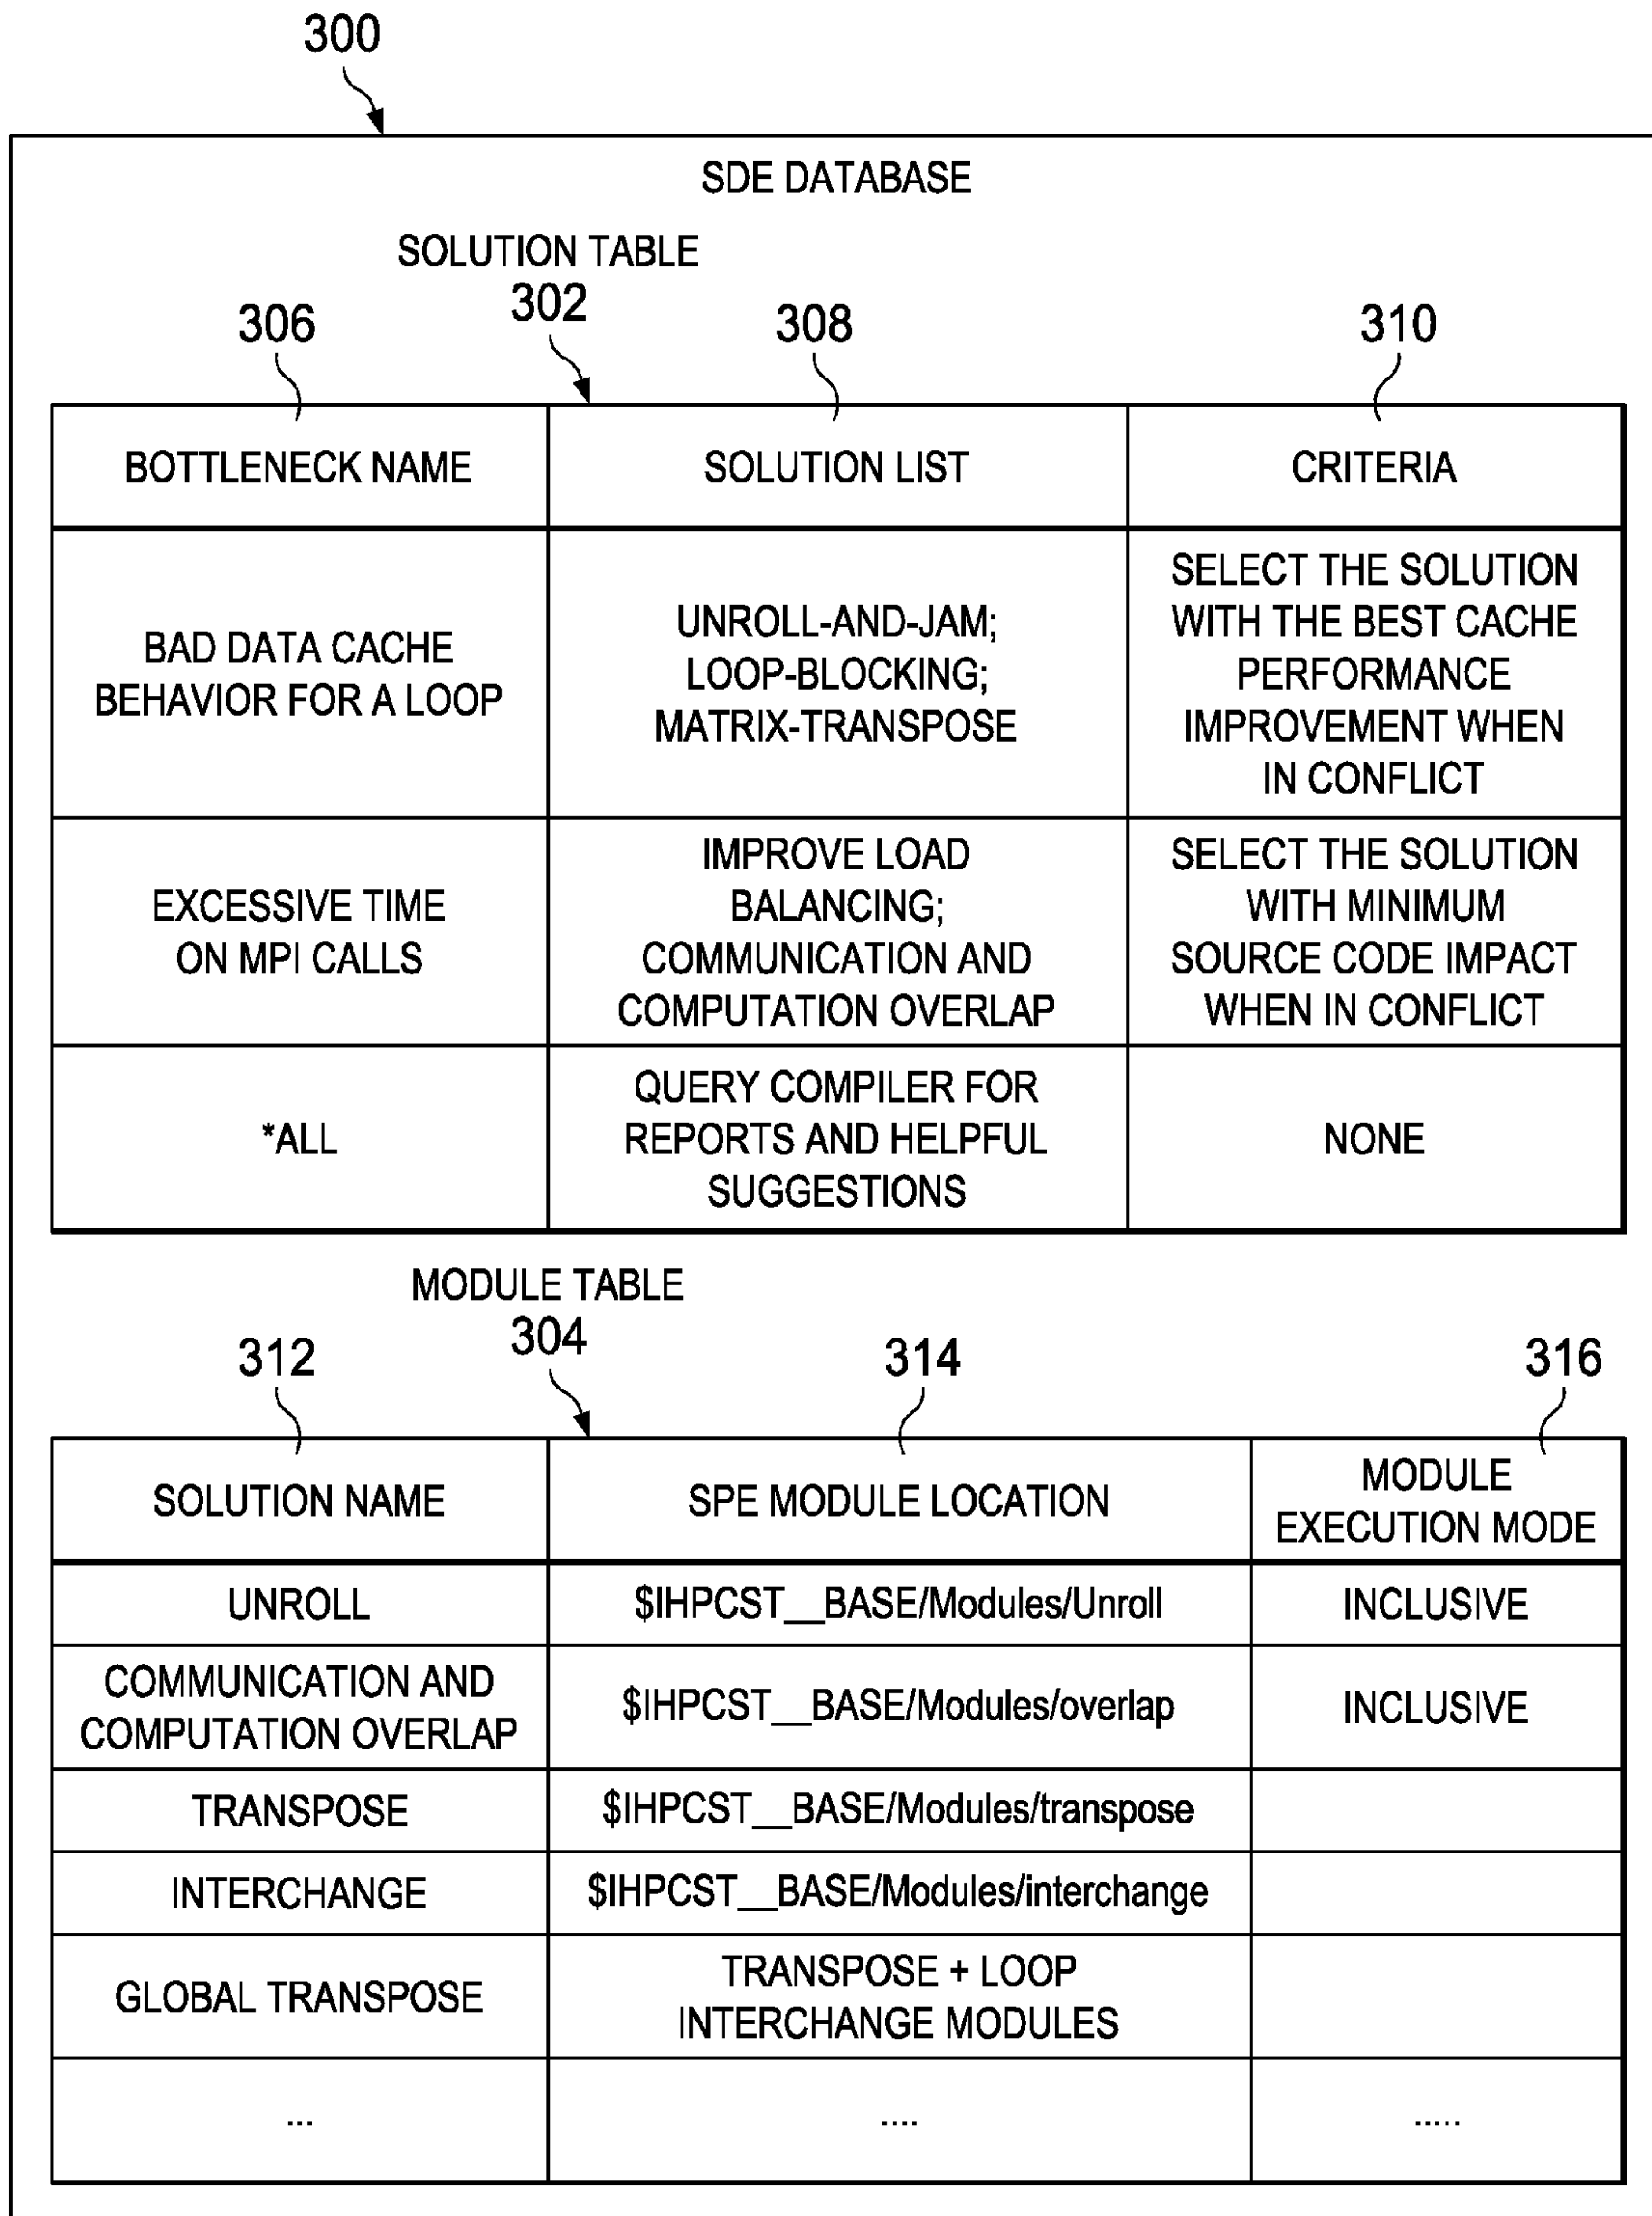 300
SDE DATABASE
SOLUTION TABLE
302
306
308
310
BOTTLENECK NAME
SOLUTION LIST
CRITERIA
BAD DATA CACHE
BEHAVIOR FOR A LOOP
UNROLL-AND-JAM;
LOOP-BLOCKING;
MATRIX-TRANSPOSE
SELECT THE SOLUTION
WITH THE BEST CACHE
PERFORMANCE
IMPROVEMENT WHEN
IN CONFLICT
EXCESSIVE TIME
ON MPI CALLS
IMPROVE LOAD
BALANCING;
COMMUNICATION AND
COMPUTATION OVERLAP
SELECT THE SOLUTION
WITH MINIMUM
SOURCE CODE IMPACT
WHEN IN CONFLICT
*ALL
QUERY COMPILER FOR
REPORTS AND HELPFUL
SUGGESTIONS
NONE
MODULE TABLE
304
312
314
316
SOLUTION NAME
SPE MODULE LOCATION
MODULE
EXECUTION MODE
UNROLL
$IHPCST__BASE/Modules/Unroll
INCLUSIVE
COMMUNICATION AND
COMPUTATION OVERLAP
$IHPCST__BASE/Modules/overlap
INCLUSIVE
TRANSPOSE
$IHPCST__BASE/Modules/transpose
INTERCHANGE
$IHPCST__BASE/Modules/interchange
GLOBAL TRANSPOSE
TRANSPOSE + LOOP
INTERCHANGE MODULES
...
....
.....